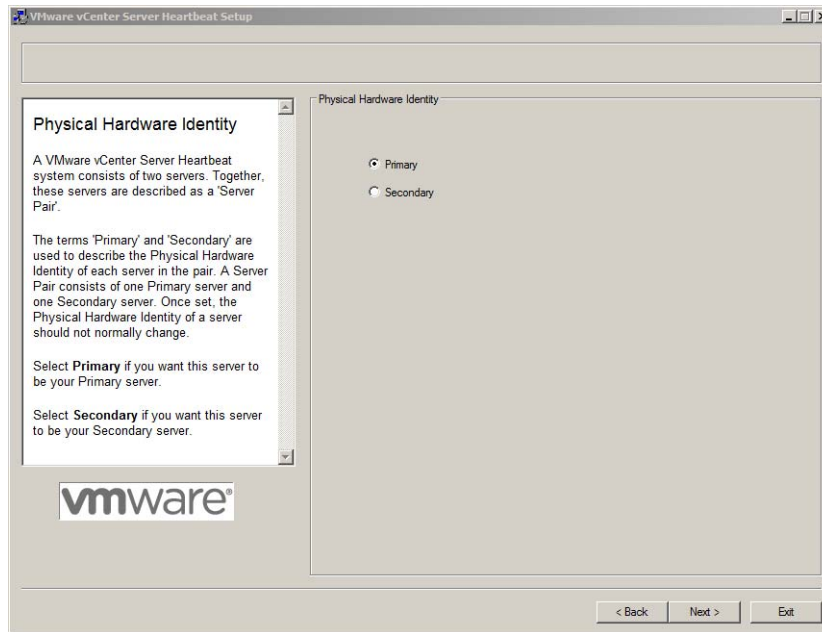 VMware vCenter Server Heartbeat Setup
Physical Hardware Identity
A VMware vCenter Server Heartbeat
system consists of two servers. Together,
these servers are described as a 'Server
Pair'.
The terms 'Primary' and 'Secondary' are
used to describe the Physical Hardware
Identity of each server in the pair. A Server
Pair consists of one Primary server and
one Secondary server. Once set, the
Physical Hardware Identity of a server
should not normally change.
Select Primary if you want this server to
be your Primary server.
Select Secondary if you want this server
to be your Secondary server.
vmware®
Physical Hardware Identity
Primary
Secondary
< Back
Next >
Exit